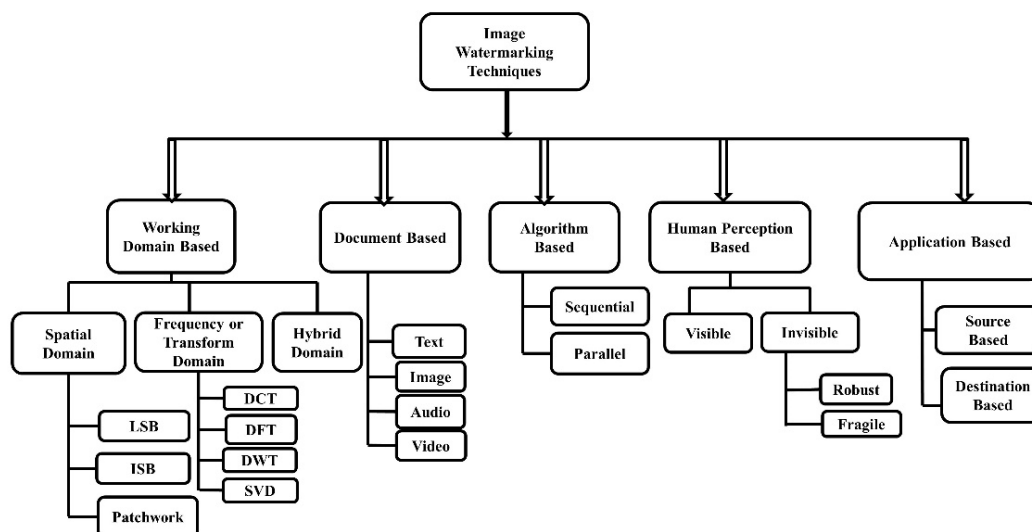 Image
Watermarking
Techniques
Working
Domain Based
Document Based
Algorithm
Based
Human Perception
Based
Application Based
Spatial
Domain
Frequency or
Transform
Domain
Hybrid
Domain
LSB
ISB
Patchwork
DCT
DFT
DWT
SVD
Text
Image
Audio
Video
Sequential
Parallel
Visible
Invisible
Robust
Fragile
Source
Based
Destination
Based